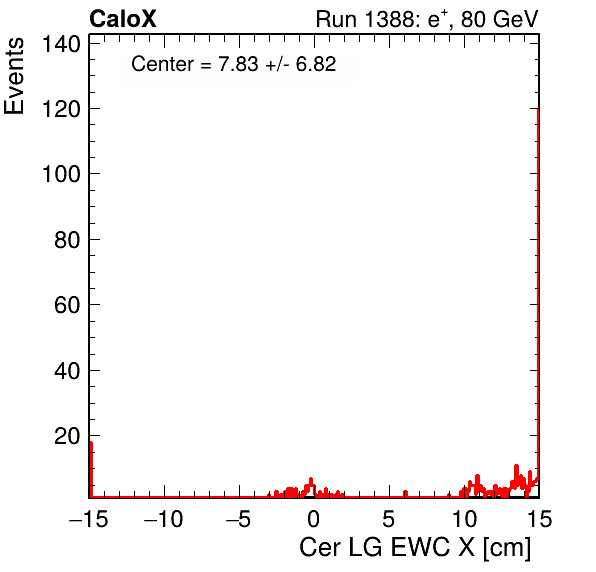 CaloX Run 1388: e⁺, 80 GeV
Events
Center = 7.83 +/- 6.82
140
120
100
80
60
40
20
−15 −10 −5 0 5 10 15
Cer LG EWC X [cm]